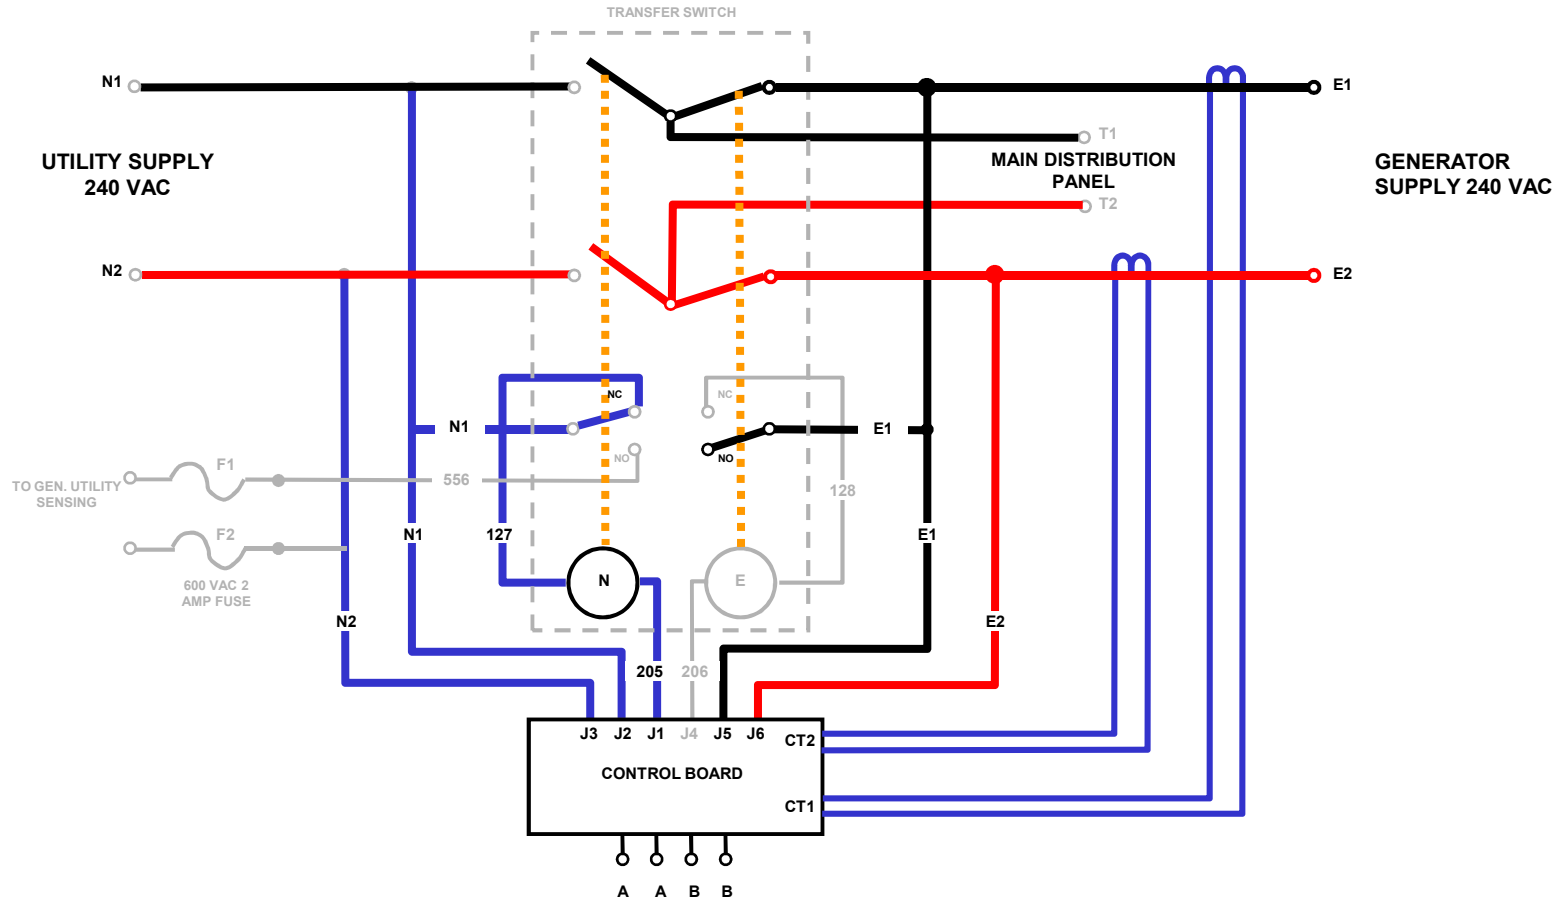 TRANSFER SWITCH
N1
E1
T1
UTILITY SUPPLY
240 VAC
MAIN DISTRIBUTION
PANEL
GENERATOR
SUPPLY 240 VAC
T2
N2
E2
NC
NC
N1
E1
NO
NO
F1
TO GEN. UTILITY
SENSING
556
128
F2
N1
127
E1
600 VAC 2
AMP FUSE
N
E
N2
E2
205
206
J3
J2
J1
J4
J5
J6
CT2
CONTROL BOARD
CT1
A
A
B
B